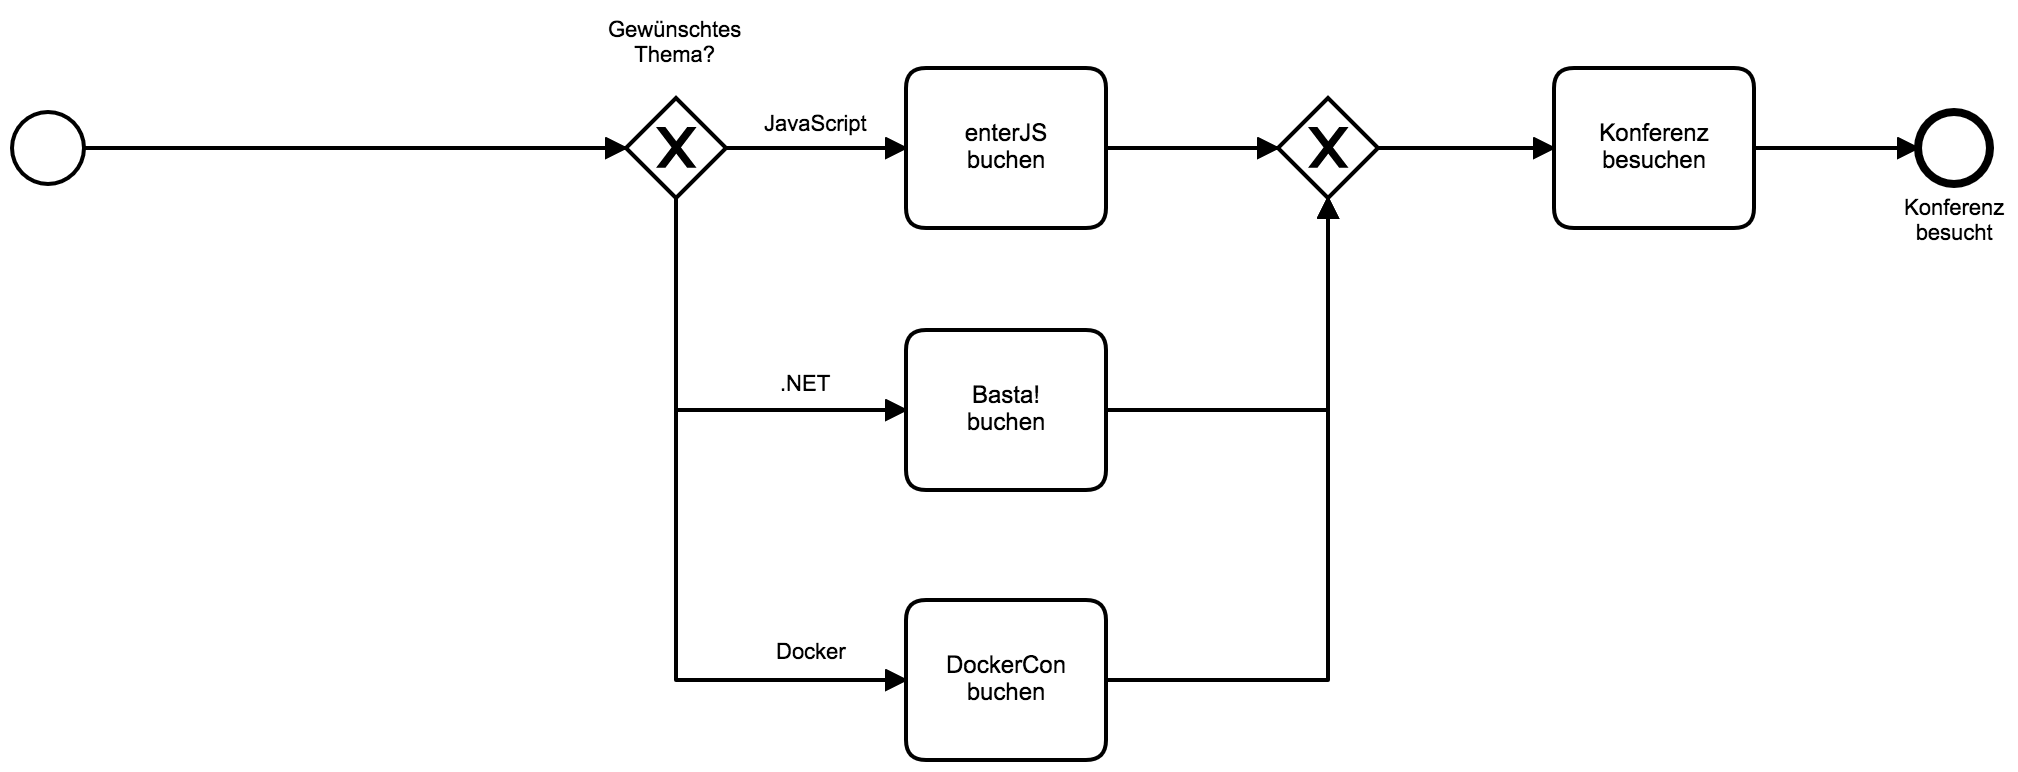 Gewünschtes
Thema?
JavaScript
enterJS
buchen
X
X
Konferenz
besuchen
Konferenz
besucht
.NET
Basta!
buchen
Docker
DockerCon
buchen